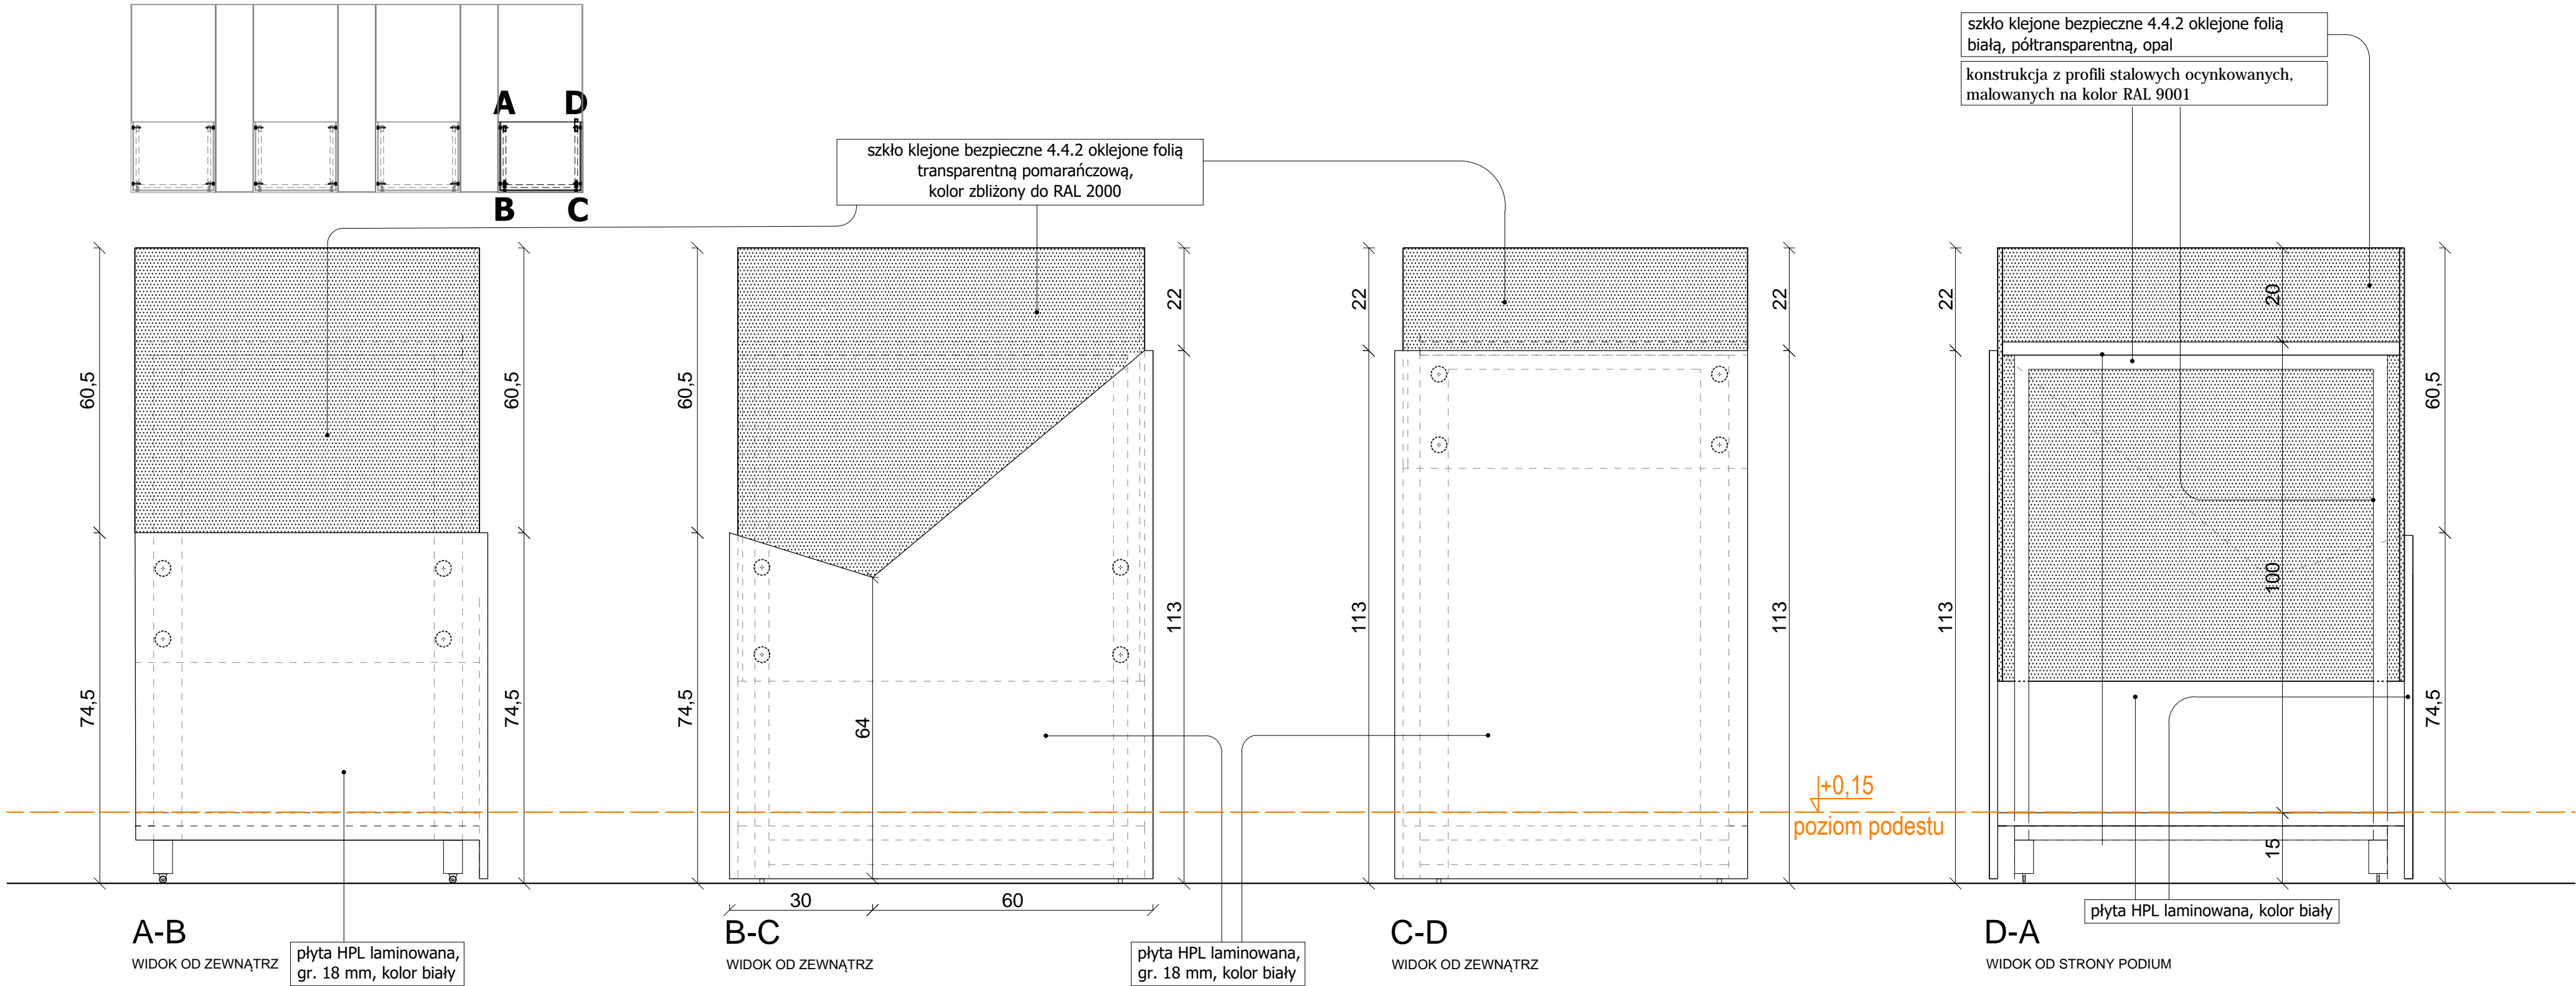 A
D
B
C
szkło klejone bezpieczne 4.4.2 oklejone folią
transparentną pomarańczową,
kolor zbliżony do RAL 2000
szkło klejone bezpieczne 4.4.2 oklejone folią
białą, półtransparentną, opal
konstrukcja z profili stalowych ocynkowanych,
malowanych na kolor RAL 9001
60,5
74,5
60,5
74,5
60,5
74,5
64
30
60
22
113
22
113
22
113
22
113
20
100
15
60,5
74,5
+0,15
poziom podestu
A-B
WIDOK OD ZEWNĄTRZ
płyta HPL laminowana,
gr. 18 mm, kolor biały
B-C
WIDOK OD ZEWNĄTRZ
płyta HPL laminowana,
gr. 18 mm, kolor biały
C-D
WIDOK OD ZEWNĄTRZ
płyta HPL laminowana, kolor biały
D-A
WIDOK OD STRONY PODIUM